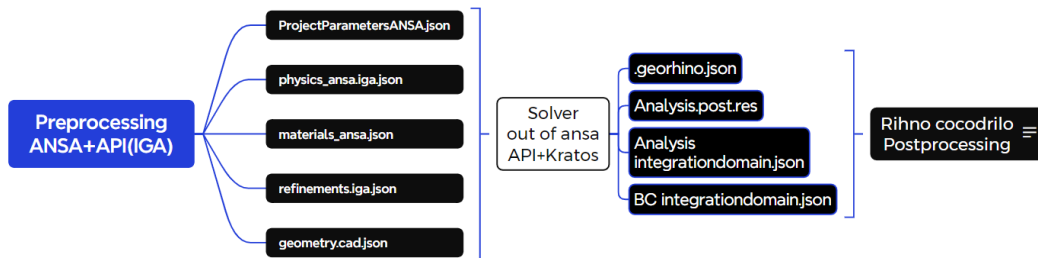 Preprocessing
ANSA+API(IGA)
ProjectParametersANSA.json
physics_ansa.iga.json
materials_ansa.json
refinements.iga.json
geometry.cad.json
Solver
out of ansa
API+Kratos
.georhino.json
Analysis.post.res
Analysis
integrationdomain.json
BC integrationdomain.json
Rihno cocodrilo
Postprocessing